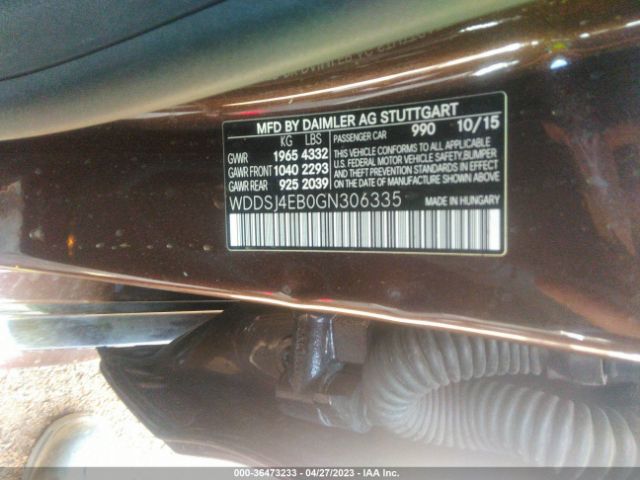 MFD BY DAIMLER AG STUTTGART
KG LBS
GVWR 1965 4332
GAWR FRONT 1040 2293
GAWR REAR 925 2039
PASSENGER CAR 990 10/15
THIS VEHICLE CONFORMS TO ALL APPLICABLE
U.S. FEDERAL MOTOR VEHICLE SAFETY, BUMPER
AND THEFT PREVENTION STANDARDS IN EFFECT
ON THE DATE OF MANUFACTURE SHOWN ABOVE.
WDDSJ4EB0GN306335 MADE IN HUNGARY
000-36473233 - 04/27/2023 - IAA Inc.